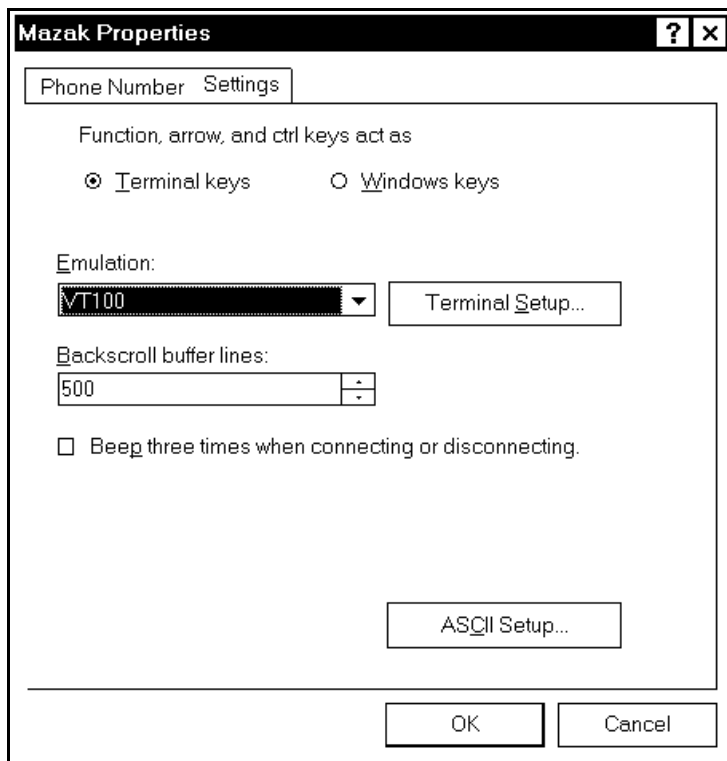 Mazak Properties ? ×
Phone Number Settings
Function, arrow, and ctrl keys act as
Terminal keys Windows keys
Emulation:
VT100 Terminal Setup...
Backscroll buffer lines:
500
Beep three times when connecting or disconnecting.
ASCII Setup...
OK Cancel